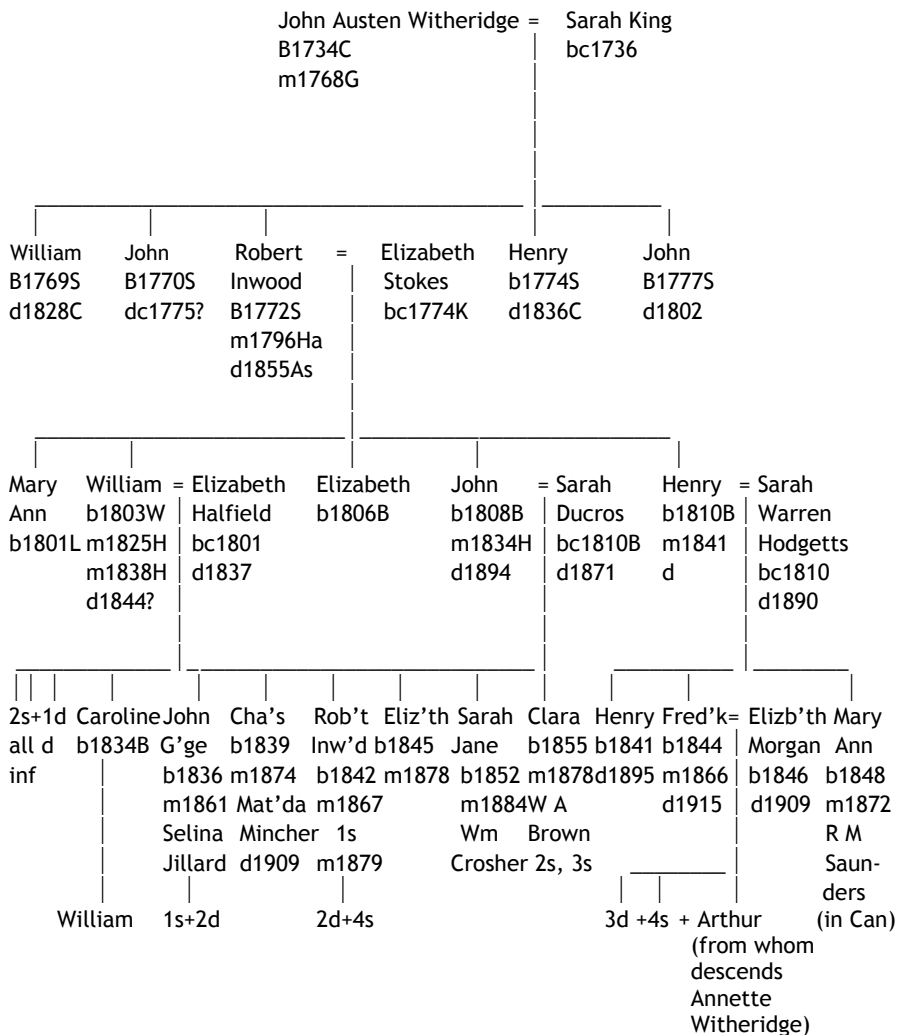 John Austen Witheridge = Sarah King
B1734C bc1736
m1768G
William John Robert = Elizabeth Henry John
B1769S B1770S Inwood Stokes b1774S B1777S
d1828C dc1775? B1772S bc1774K d1836C d1802
m1796Ha
d1855As
Mary William = Elizabeth Elizabeth John = Sarah Henry = Sarah
Ann b1803W Halfield b1806B b1808B Ducros b1810B Warren
b1801L m1825H bc1801 m1834H bc1810B m1841 Hodgetts
m1838H d1837 d1894 d1871 d bc1810
d1844? d1890
2s+1d Caroline John Cha's Rob't Eliz'th Sarah Clara Henry Fred'k= Elizb'th Mary
all d b1834B G'ge b1839 Inw'd b1845 Jane b1855 b1841 b1844 Morgan Ann
inf b1836 m1874 b1842 m1878 b1852 m1878 d1895 m1866 b1846 b1848
m1861 Mat'da m1867 m1884 W A d1915 d1909 m1872
Selina Mincher 1s Wm Brown R M
Jillard d1909 m1879 Crosher 2s, 3s Saun-
ders
William 1s+2d 2d+4s 3d +4s + Arthur (in Can)
(from whom
descends
Annette
Witheridge)